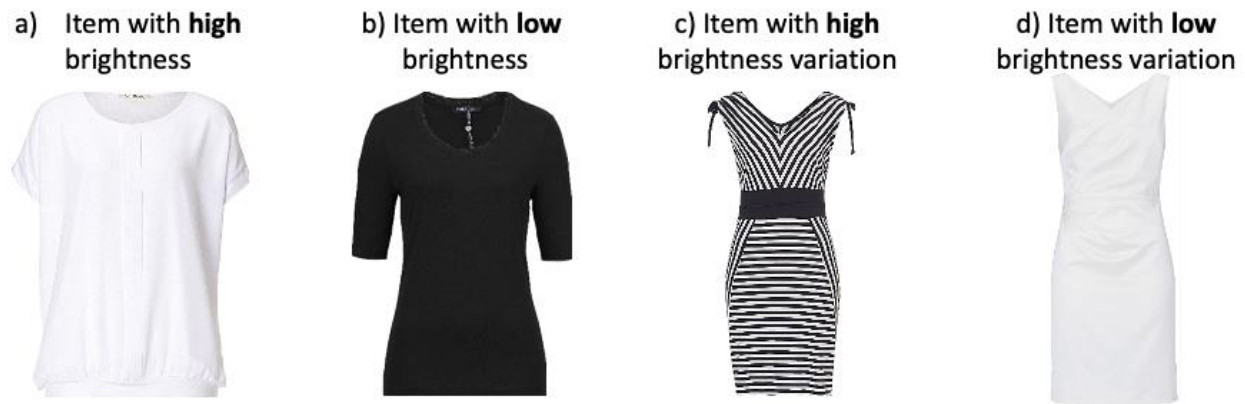 a) Item with high
brightness
b) Item with low
brightness
c) Item with high
brightness variation
d) Item with low
brightness variation